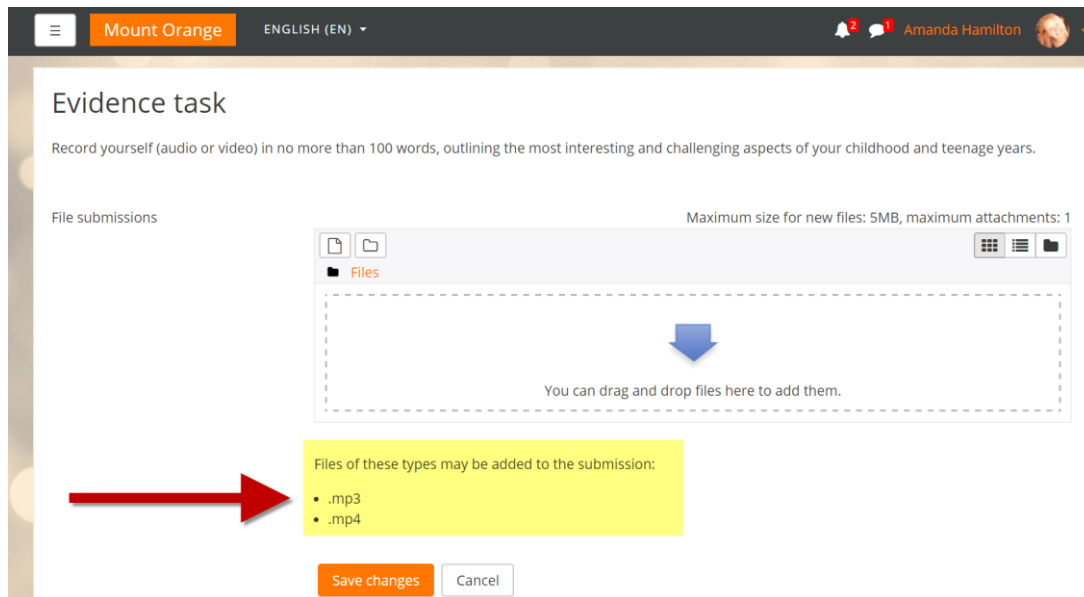 Mount Orange
ENGLISH (EN)
2
1
Amanda Hamilton
Evidence task
Record yourself (audio or video) in no more than 100 words, outlining the most interesting and challenging aspects of your childhood and teenage years.
File submissions
Maximum size for new files: 5MB, maximum attachments: 1
Files
You can drag and drop files here to add them.
Files of these types may be added to the submission:
.mp3
.mp4
Save changes
Cancel